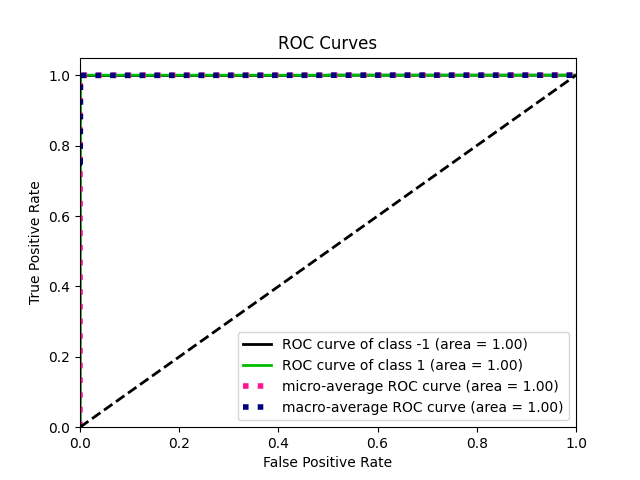 ROC Curves
True Positive Rate
1.0
0.8
0.6
0.4
0.2
0.0
ROC curve of class -1 (area = 1.00)
ROC curve of class 1 (area = 1.00)
micro-average ROC curve (area = 1.00)
macro-average ROC curve (area = 1.00)
0.0 0.2 0.4 0.6 0.8 1.0
False Positive Rate